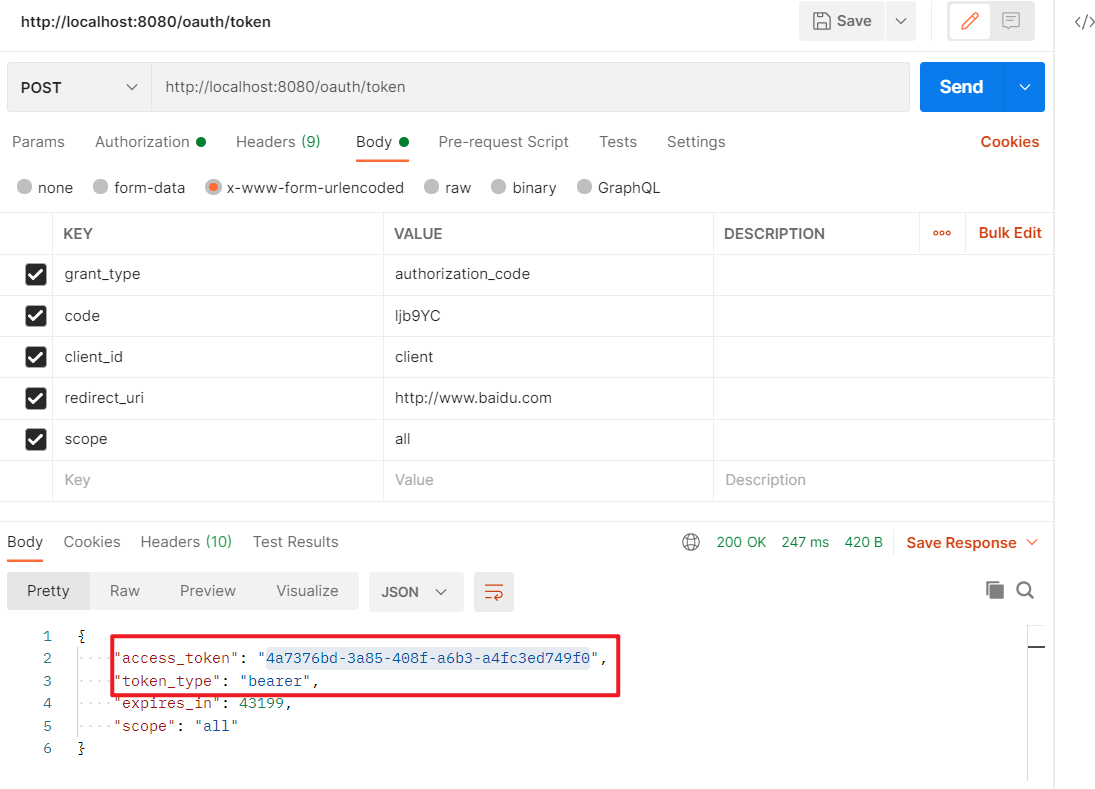 http://localhost:8080/oauth/token Save </>
POST http://localhost:8080/oauth/token Send
Params Authorization Headers (9) Body Pre-request Script Tests Settings Cookies
none form-data x-www-form-urlencoded raw binary GraphQL
KEY VALUE DESCRIPTION ooo Bulk Edit
grant_type authorization_code
code ljb9YC
client_id client
redirect_uri http://www.baidu.com
scope all
Key Value Description
Body Cookies Headers (10) Test Results 200 OK 247 ms 420 B Save Response
Pretty Raw Preview Visualize JSON
1 {
2 "access_token": "4a7376bd-3a85-408f-a6b3-a4fc3ed749f0",
3 "token_type": "bearer",
4 "expires_in": 43199,
5 "scope": "all"
6 }